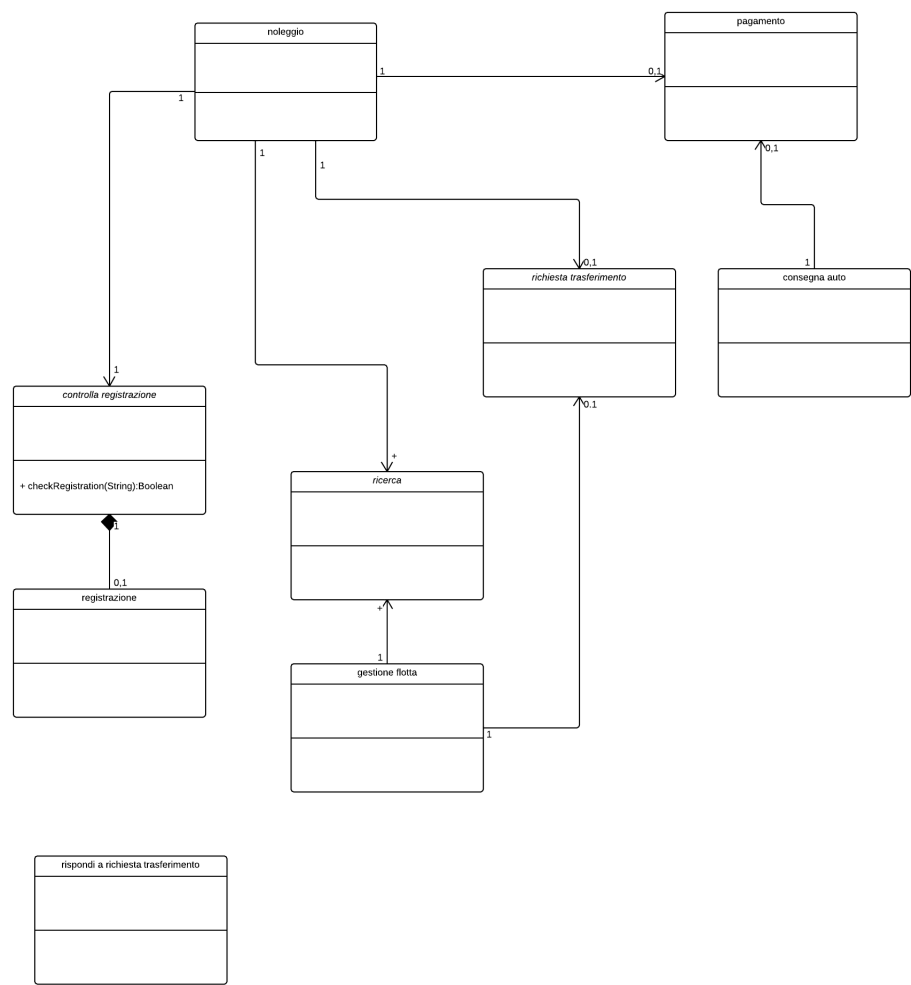 noleggio
pagamento
1
0,1
1
1
1
0,1
0,1
1
richiesta trasferimento
consegna auto
1
controlla registrazione
0.1
+
ricerca
+ checkRegistration(String):Boolean
1
0,1
registrazione
+
1
gestione flotta
1
rispondi a richiesta trasferimento